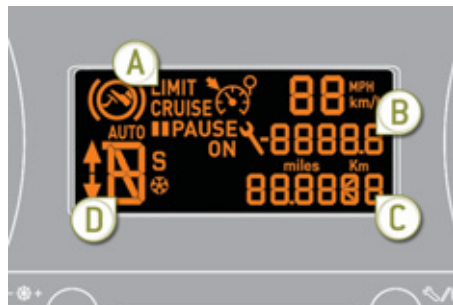 A
LIMIT
CRUISE
88 MPH
km/h
B
AUTO
PAUSE
ON
-8888.8
miles Km
S
88.8888
D
C
- +